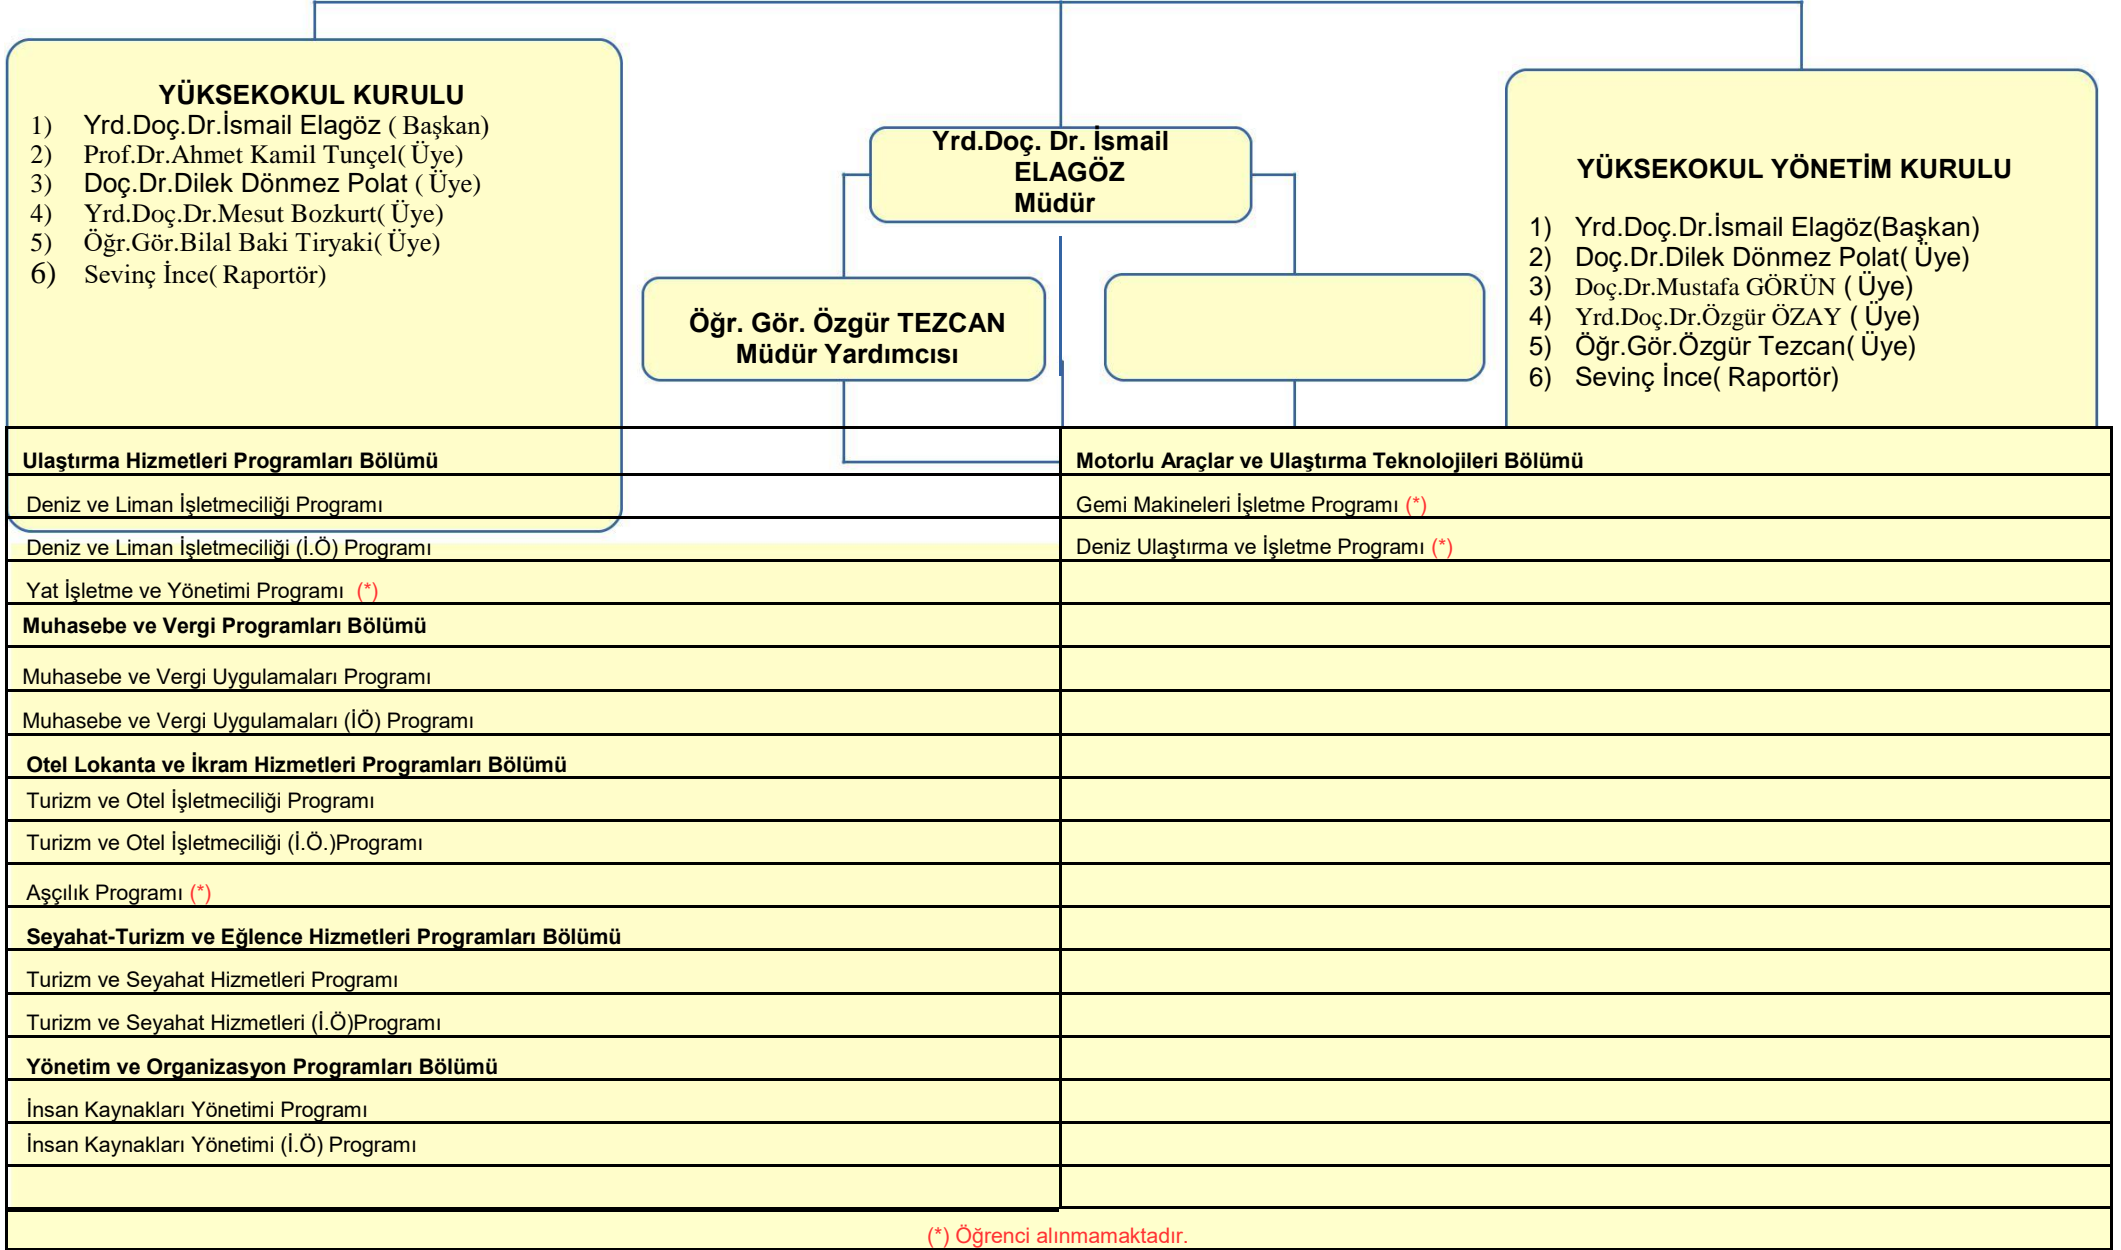 YÜKSEKOKUL KURULU
1) Yrd.Doç.Dr.İsmail Elagöz ( Başkan)
2) Prof.Dr.Ahmet Kamil Tunçel( Üye)
3) Doç.Dr.Dilek Dönmez Polat ( Üye)
4) Yrd.Doç.Dr.Mesut Bozkurt( Üye)
5) Öğr.Gör.Bilal Baki Tiryaki( Üye)
6) Sevinç İnce( Raportör)
Yrd.Doç. Dr. İsmail
ELAGÖZ
Müdür
Öğr. Gör. Özgür TEZCAN
Müdür Yardımcısı
YÜKSEKOKUL YÖNETİM KURULU
1) Yrd.Doç.Dr.İsmail Elagöz(Başkan)
2) Doç.Dr.Dilek Dönmez Polat( Üye)
3) Doç.Dr.Mustafa GÖRÜN ( Üye)
4) Yrd.Doç.Dr.Özgür ÖZAY ( Üye)
5) Öğr.Gör.Özgür Tezcan( Üye)
6) Sevinç İnce( Raportör)
Ulaştırma Hizmetleri Programları Bölümü
Motorlu Araçlar ve Ulaştırma Teknolojileri Bölümü
Deniz ve Liman İşletmeciliği Programı
Gemi Makineleri İşletme Programı (*)
Deniz ve Liman İşletmeciliği (İ.Ö) Programı
Deniz Ulaştırma ve İşletme Programı (*)
Yat İşletme ve Yönetimi Programı (*)
Muhasebe ve Vergi Programları Bölümü
Muhasebe ve Vergi Uygulamaları Programı
Muhasebe ve Vergi Uygulamaları (İÖ) Programı
Otel Lokanta ve İkram Hizmetleri Programları Bölümü
Turizm ve Otel İşletmeciliği Programı
Turizm ve Otel İşletmeciliği (İ.Ö.)Programı
Aşçılık Programı (*)
Seyahat-Turizm ve Eğlence Hizmetleri Programları Bölümü
Turizm ve Seyahat Hizmetleri Programı
Turizm ve Seyahat Hizmetleri (İ.Ö)Programı
Yönetim ve Organizasyon Programları Bölümü
İnsan Kaynakları Yönetimi Programı
İnsan Kaynakları Yönetimi (İ.Ö) Programı
(*) Öğrenci alınmamaktadır.